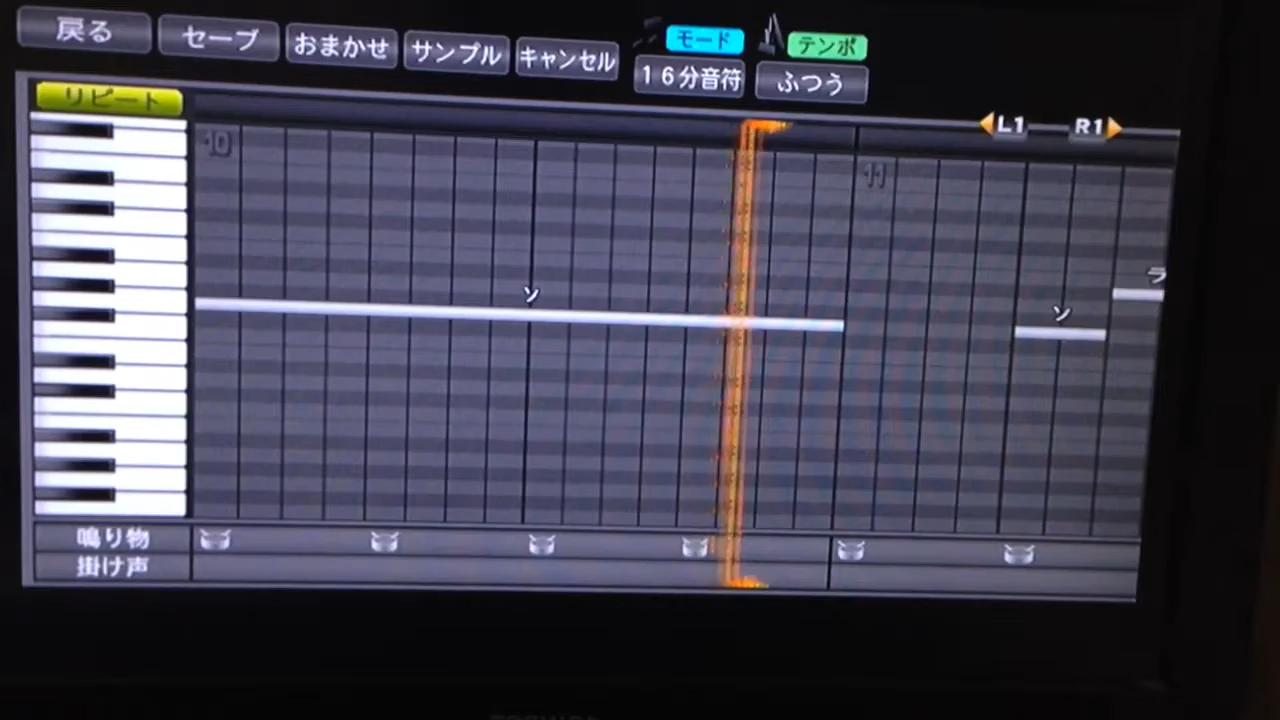 戻る
セーブ
おまかせ
サンプル
キャンセル
モード
16分音符
テンポ
ふつう
リピート
L1
R1
10
11
ソ
ソ
ラ
鳴り物
掛け声